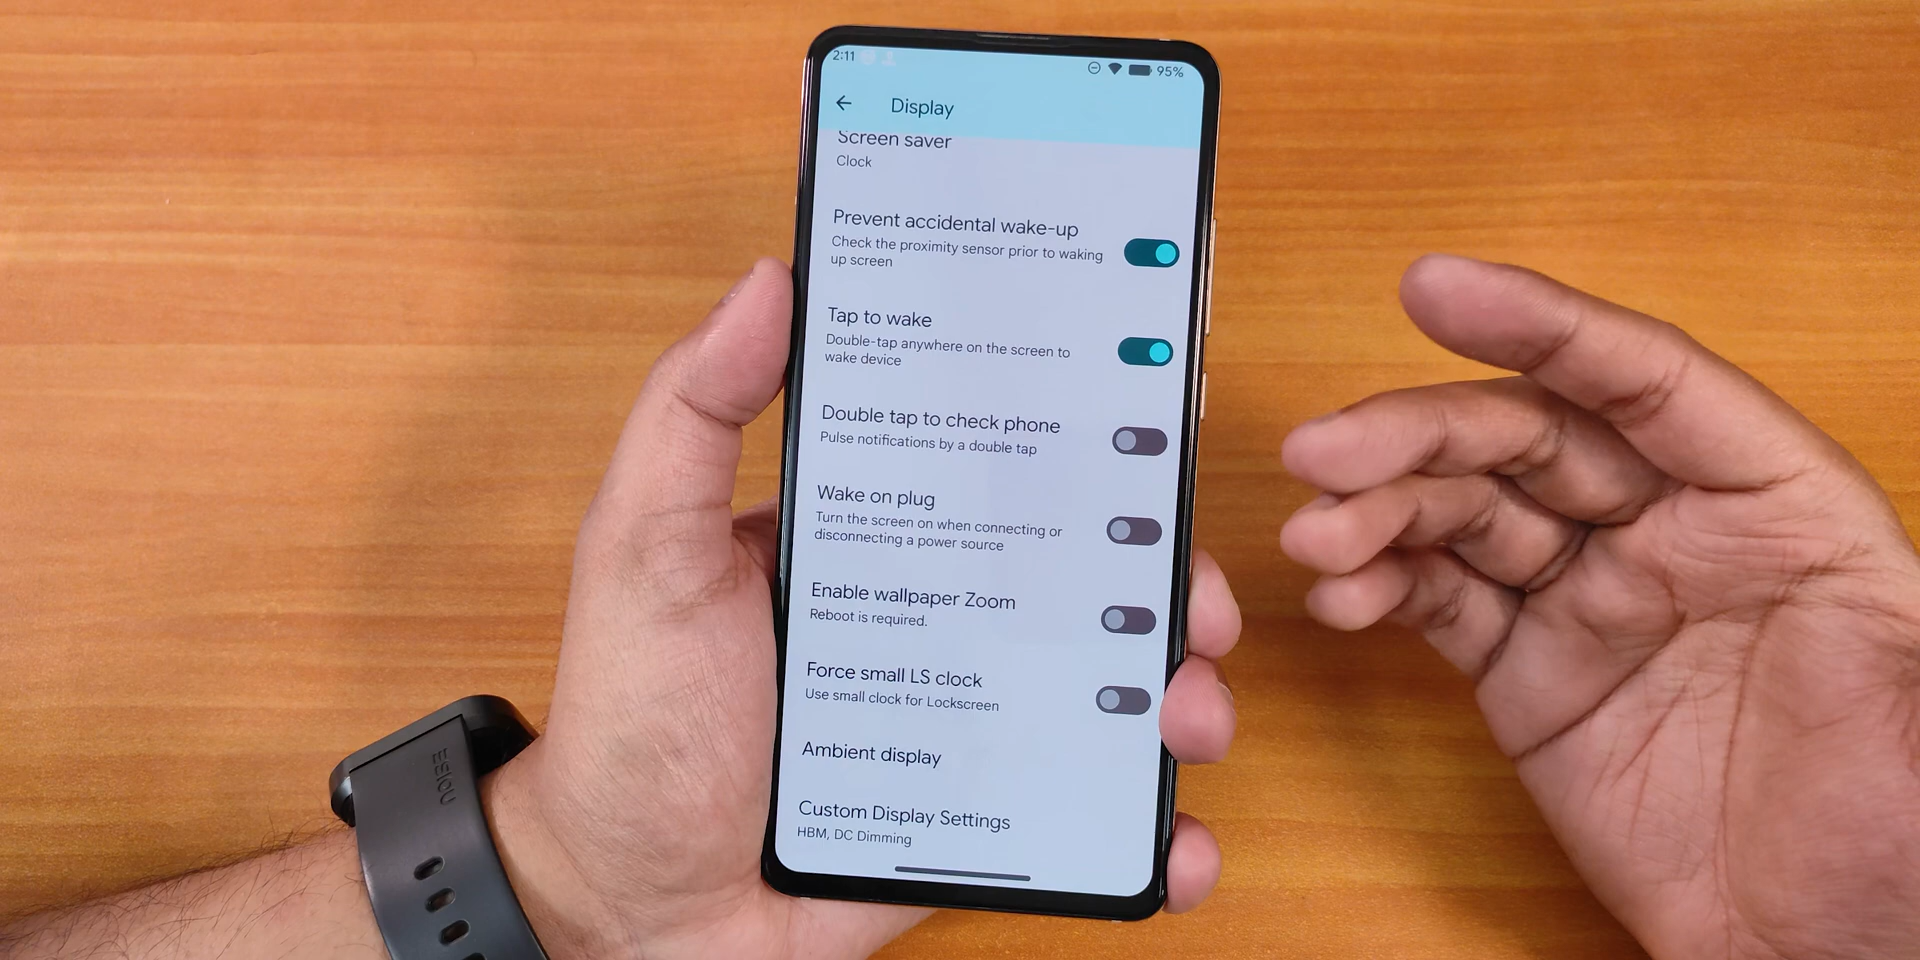 2:11
95%
Display
Screen saver
Clock
Prevent accidental wake-up
Check the proximity sensor prior to waking
up screen
Tap to wake
Double-tap anywhere on the screen to
wake device
Double tap to check phone
Pulse notifications by a double tap
Wake on plug
Turn the screen on when connecting or
disconnecting a power source
Enable wallpaper Zoom
Reboot is required.
Force small LS clock
Use small clock for Lockscreen
Ambient display
Custom Display Settings
HBM, DC Dimming
NOISE